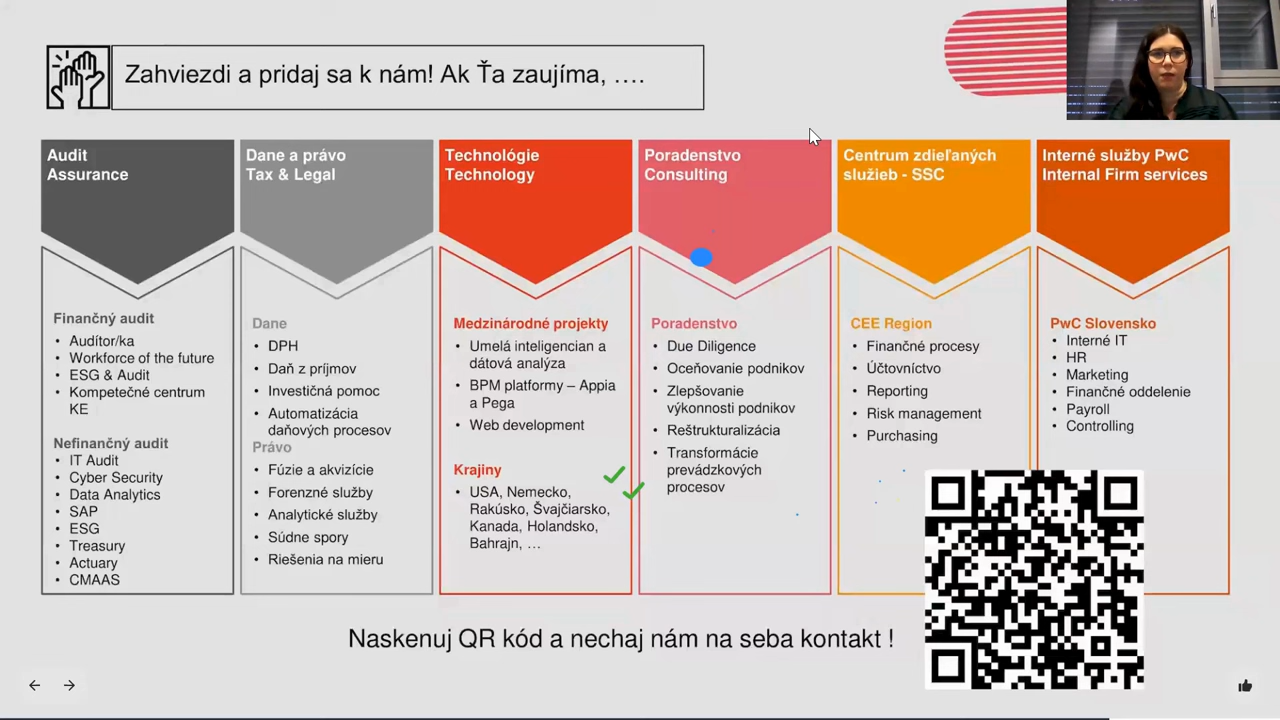 Zahviezdi a pridaj sa k nám! Ak Ťa zaujíma, ….
Audit
Assurance
Finančný audit
• Audítor/ka
• Workforce of the future
• ESG & Audit
• Kompetečné centrum
KE
Nefinančný audit
• IT Audit
• Cyber Security
• Data Analytics
• SAP
• ESG
• Treasury
• Actuary
• CMAAS
Dane a právo
Tax & Legal
Dane
• DPH
• Daň z príjmov
• Investičná pomoc
• Automatizácia
daňových procesov
Právo
• Fúzie a akvizície
• Forenzné služby
• Analytické služby
• Súdne spory
• Riešenia na mieru
Technológie
Technology
Medzinárodné projekty
• Umelá inteligencian a
dátová analýza
• BPM platformy – Appia
a Pega
• Web development
Krajiny
• USA, Nemecko,
Rakúsko, Švajčiarsko,
Kanada, Holandsko,
Bahrajn, …
Poradenstvo
Consulting
Poradenstvo
• Due Diligence
• Oceňovanie podnikov
• Zlepšovanie
výkonnosti podnikov
• Reštrukturalizácia
• Transformácie
prevádzkových
procesov
Centrum zdieľaných
služieb - SSC
CEE Region
• Finančné procesy
• Účtovníctvo
• Reporting
• Risk management
• Purchasing
Interné služby PwC
Internal Firm services
PwC Slovensko
• Interné IT
• HR
• Marketing
• Finančné oddelenie
• Payroll
• Controlling
Naskenuj QR kód a nechaj nám na seba kontakt !